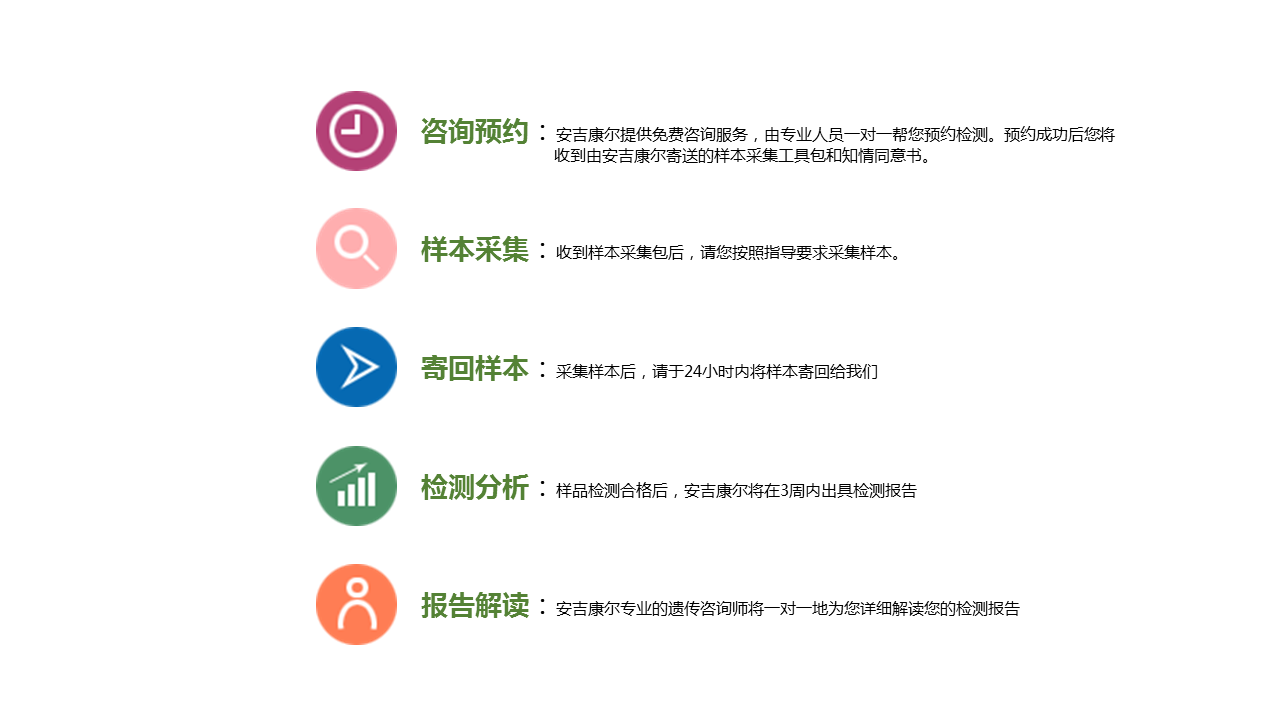 咨询预约：安吉康尔提供免费咨询服务，由专业人员一对一帮您预约检测。预约成功后您将
收到由安吉康尔寄送的样本采集工具包和知情同意书。
样本采集：收到样本采集包后，请您按照指导要求采集样本。
寄回样本：采集样本后，请于24小时内将样本寄回给我们
检测分析：样品检测合格后，安吉康尔将在3周内出具检测报告
报告解读：安吉康尔专业的遗传咨询师将一对一地为您详细解读您的检测报告